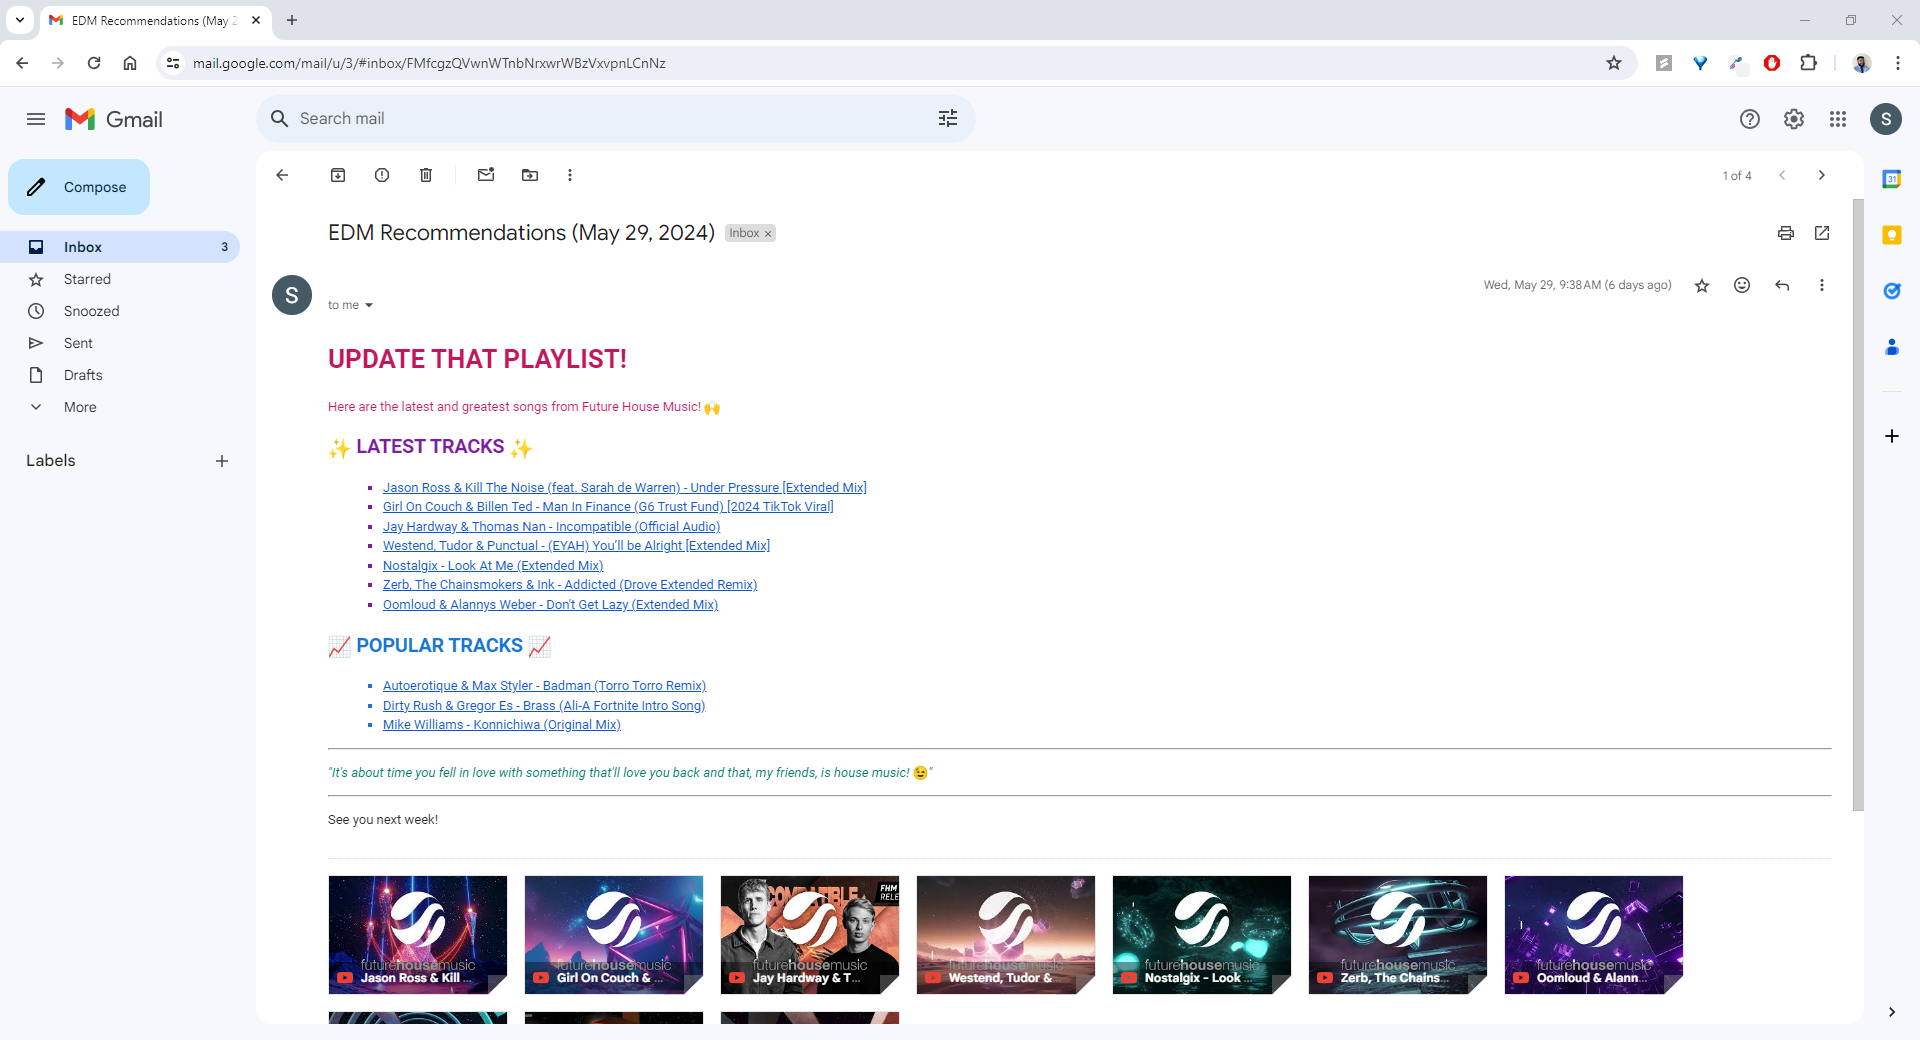 EDM Recommendations (May 2
mail.google.com/mail/u/3/#inbox/FMfcgzQVwnWTnbNrxwrWBzVxvpnLCnNz
Gmail
Search mail
S
Compose
1 of 4
31
Inbox 3
EDM Recommendations (May 29, 2024) Inbox ×
Starred
Snoozed
Sent
Drafts
More
Labels
S
to me
Wed, May 29, 9:38 AM (6 days ago)
UPDATE THAT PLAYLIST!
Here are the latest and greatest songs from Future House Music! 🙌
✨ LATEST TRACKS ✨
Jason Ross & Kill The Noise (feat. Sarah de Warren) - Under Pressure [Extended Mix]
Girl On Couch & Billen Ted - Man In Finance (G6 Trust Fund) [2024 TikTok Viral]
Jay Hardway & Thomas Nan - Incompatible (Official Audio)
Westend, Tudor & Punctual - (EYAH) You’ll be Alright [Extended Mix]
Nostalgix - Look At Me (Extended Mix)
Zerb, The Chainsmokers & Ink - Addicted (Drove Extended Remix)
Oomloud & Alannys Weber - Don't Get Lazy (Extended Mix)
📈 POPULAR TRACKS 📈
Autoerotique & Max Styler - Badman (Torro Torro Remix)
Dirty Rush & Gregor Es - Brass (Ali-A Fortnite Intro Song)
Mike Williams - Konnichiwa (Original Mix)
"It's about time you fell in love with something that'll love you back and that, my friends, is house music! 😉"
See you next week!
futurehousemusic
Jason Ross & Kill ...
futurehousemusic
Girl On Couch & ...
FHM
RELE
futurehousemusic
Jay Hardway & T...
futurehousemusic
Westend, Tudor &...
futurehousemusic
Nostalgix - Look ...
futurehousemusic
Zerb, The Chains...
futurehousemusic
Oomloud & Alann...